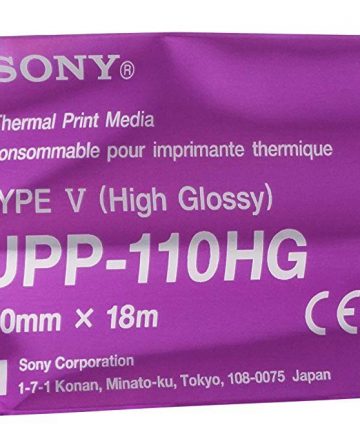 SONY®
Thermal Print Media
onsommable pour imprimante thermique
TYPE V (High Glossy)
UPP-110HG
0mm × 18m
CE
Sony Corporation
1-7-1 Konan, Minato-ku, Tokyo, 108-0075 Japan